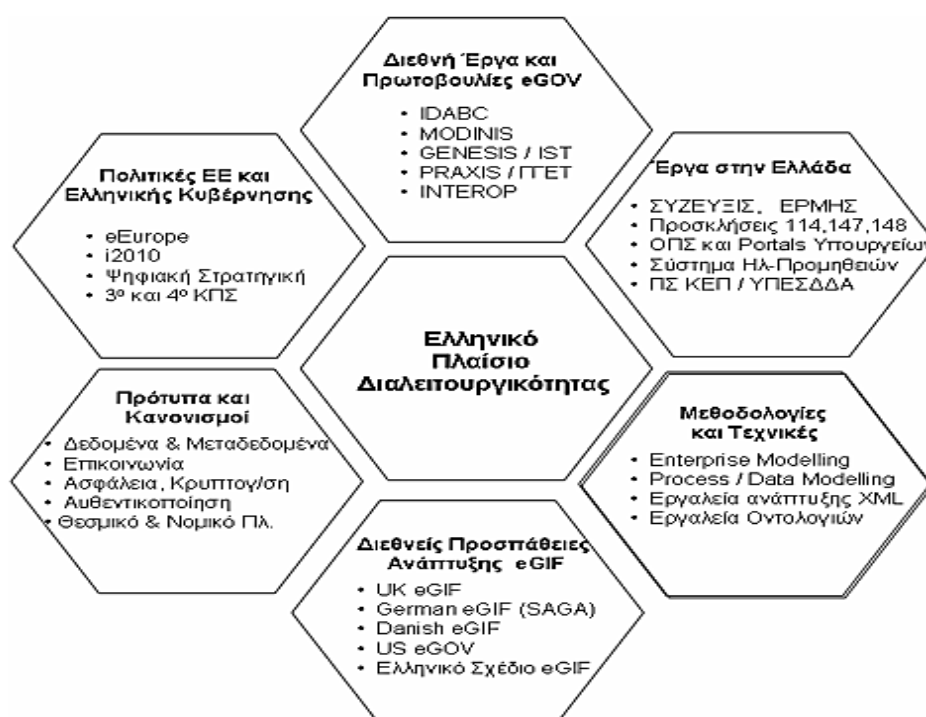 Διεθνή Έργα και
Πρωτοβουλίες eGOV
• IDABC
• MODINIS
• GENESIS / IST
• PRAXIS / ΓΓΕΤ
• INTEROP
Πολιτικές ΕΕ και
Ελληνικής Κυβέρνησης
• eEurope
• i2010
• Ψηφιακή Στρατηγική
• 3º και 4º ΚΠΣ
Έργα στην Ελλάδα
• ΣΥΖΕΥΞΙΣ, ΕΡΜΗΣ
• Προσκλήσεις 114,147,148
• ΟΠΣ και Portals Υπουργείων
• Σύστημα Ηλ-Προμηθειών
• ΠΣ ΚΕΠ / ΥΠΕΣΔΔΑ
Ελληνικό
Πλαίσιο
Διαλειτουργικότητας
Πρότυπα και
Κανονισμοί
• Δεδομένα & Μεταδεδομένα
• Επικοινωνία
• Ασφάλεια, Κρυπτογ/ση
• Αυθεντικοποίηση
• Θεσμικό & Νομικό Πλ.
Μεθοδολογίες
και Τεχνικές
• Enterprise Modelling
• Process / Data Modelling
• Εργαλεία ανάπτυξης XML
• Εργαλεία Οντολογιών
Διεθνείς Προσπάθειες
Ανάπτυξης eGIF
• UK eGIF
• German eGIF (SAGA)
• Danish eGIF
• US eGOV
• Ελληνικό Σχέδιο eGIF